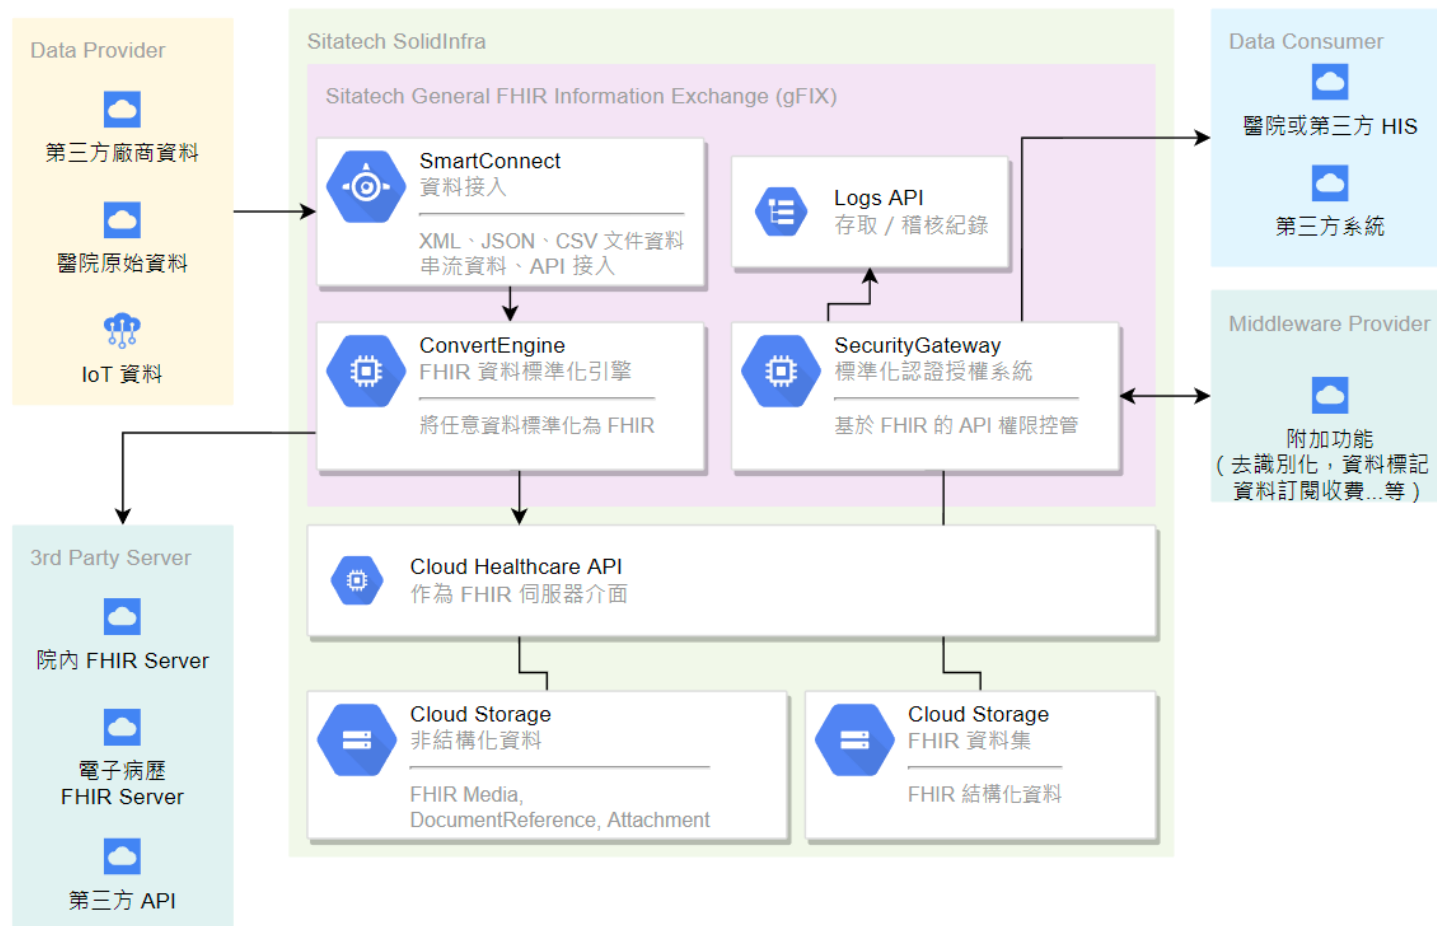 Data Provider
第三方廠商資料
醫院原始資料
IoT 資料
Sitatech SolidInfra
Sitatech General FHIR Information Exchange (gFIX)
SmartConnect
資料接入
XML、JSON、CSV 文件資料
串流資料、API 接入
Logs API
存取 / 稽核紀錄
ConvertEngine
FHIR 資料標準化引擎
將任意資料標準化為 FHIR
SecurityGateway
標準化認證授權系統
基於 FHIR 的 API 權限控管
Data Consumer
醫院或第三方 HIS
第三方系統
Middleware Provider
附加功能
( 去識別化，資料標記
資料訂閱收費...等 )
3rd Party Server
院內 FHIR Server
電子病歷
FHIR Server
第三方 API
Cloud Healthcare API
作為 FHIR 伺服器介面
Cloud Storage
非結構化資料
FHIR Media,
DocumentReference, Attachment
Cloud Storage
FHIR 資料集
FHIR 結構化資料